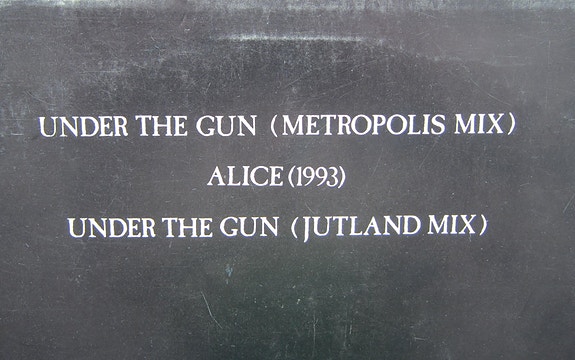 UNDER THE GUN (METROPOLIS MIX)
ALICE (1993)
UNDER THE GUN (JUTLAND MIX)